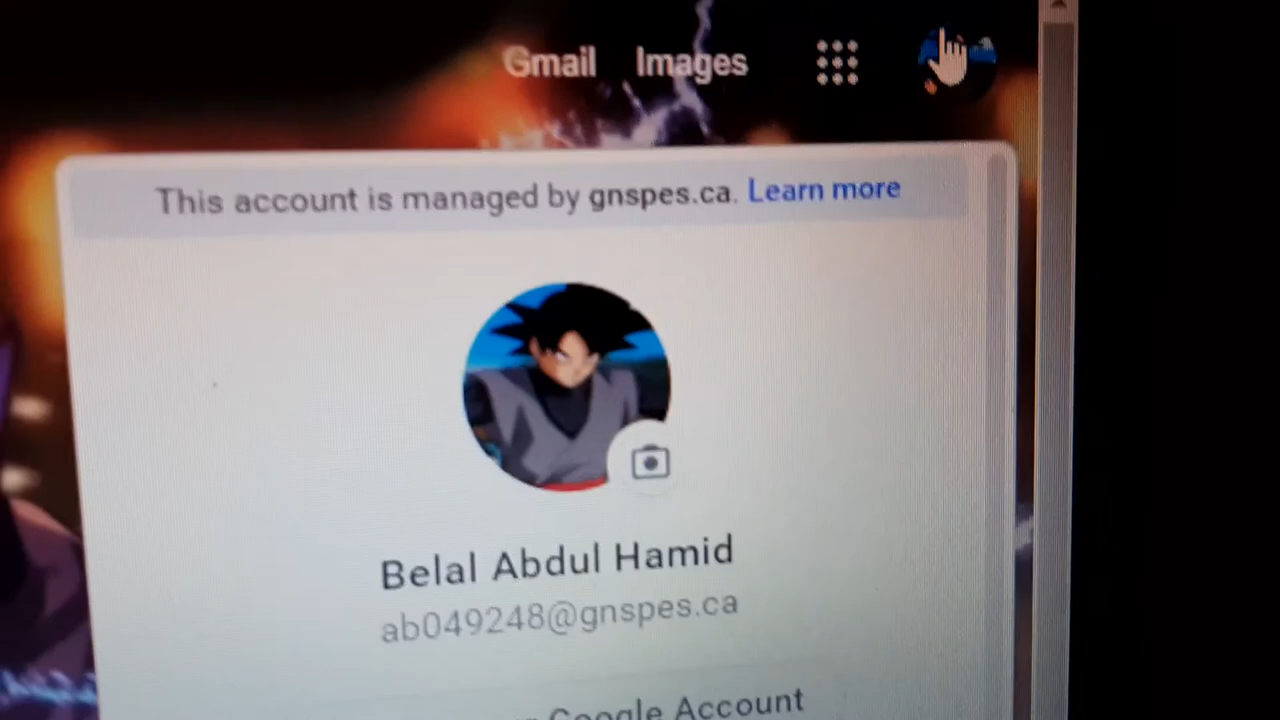 Gmail Images
This account is managed by gnspes.ca. Learn more
Belal Abdul Hamid
ab049248@gnspes.ca
Google Account